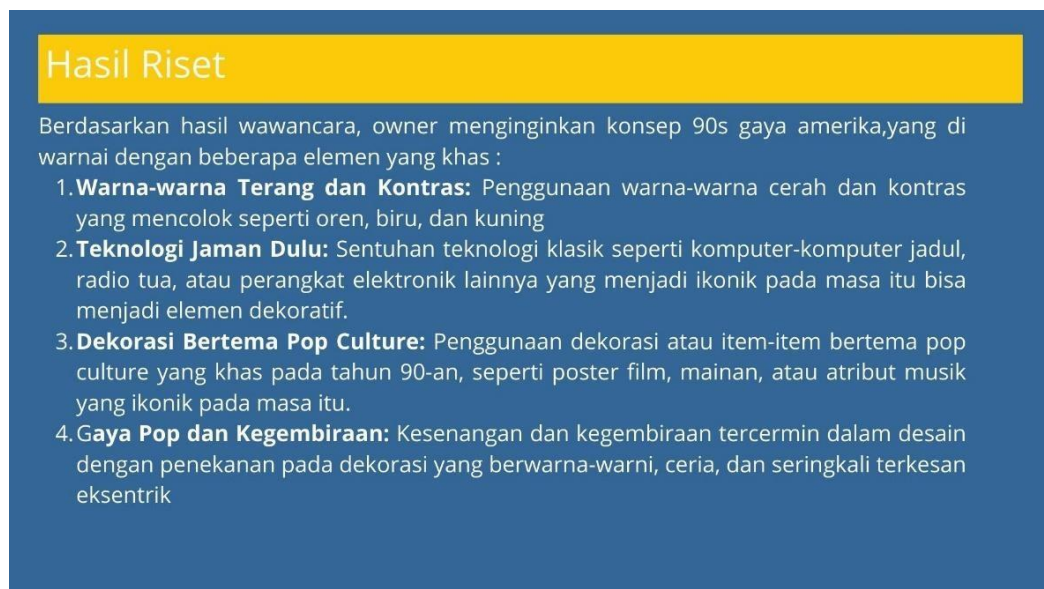 Hasil Riset
Berdasarkan hasil wawancara, owner menginginkan konsep 90s gaya amerika,yang di
warnai dengan beberapa elemen yang khas :
1. Warna-warna Terang dan Kontras: Penggunaan warna-warna cerah dan kontras
yang mencolok seperti oren, biru, dan kuning
2. Teknologi Jaman Dulu: Sentuhan teknologi klasik seperti komputer-komputer jadul,
radio tua, atau perangkat elektronik lainnya yang menjadi ikonik pada masa itu bisa
menjadi elemen dekoratif.
3. Dekorasi Bertema Pop Culture: Penggunaan dekorasi atau item-item bertema pop
culture yang khas pada tahun 90-an, seperti poster film, mainan, atau atribut musik
yang ikonik pada masa itu.
4. Gaya Pop dan Kegembiraan: Kesenangan dan kegembiraan tercermin dalam desain
dengan penekanan pada dekorasi yang berwarna-warni, ceria, dan seringkali terkesan
eksentrik